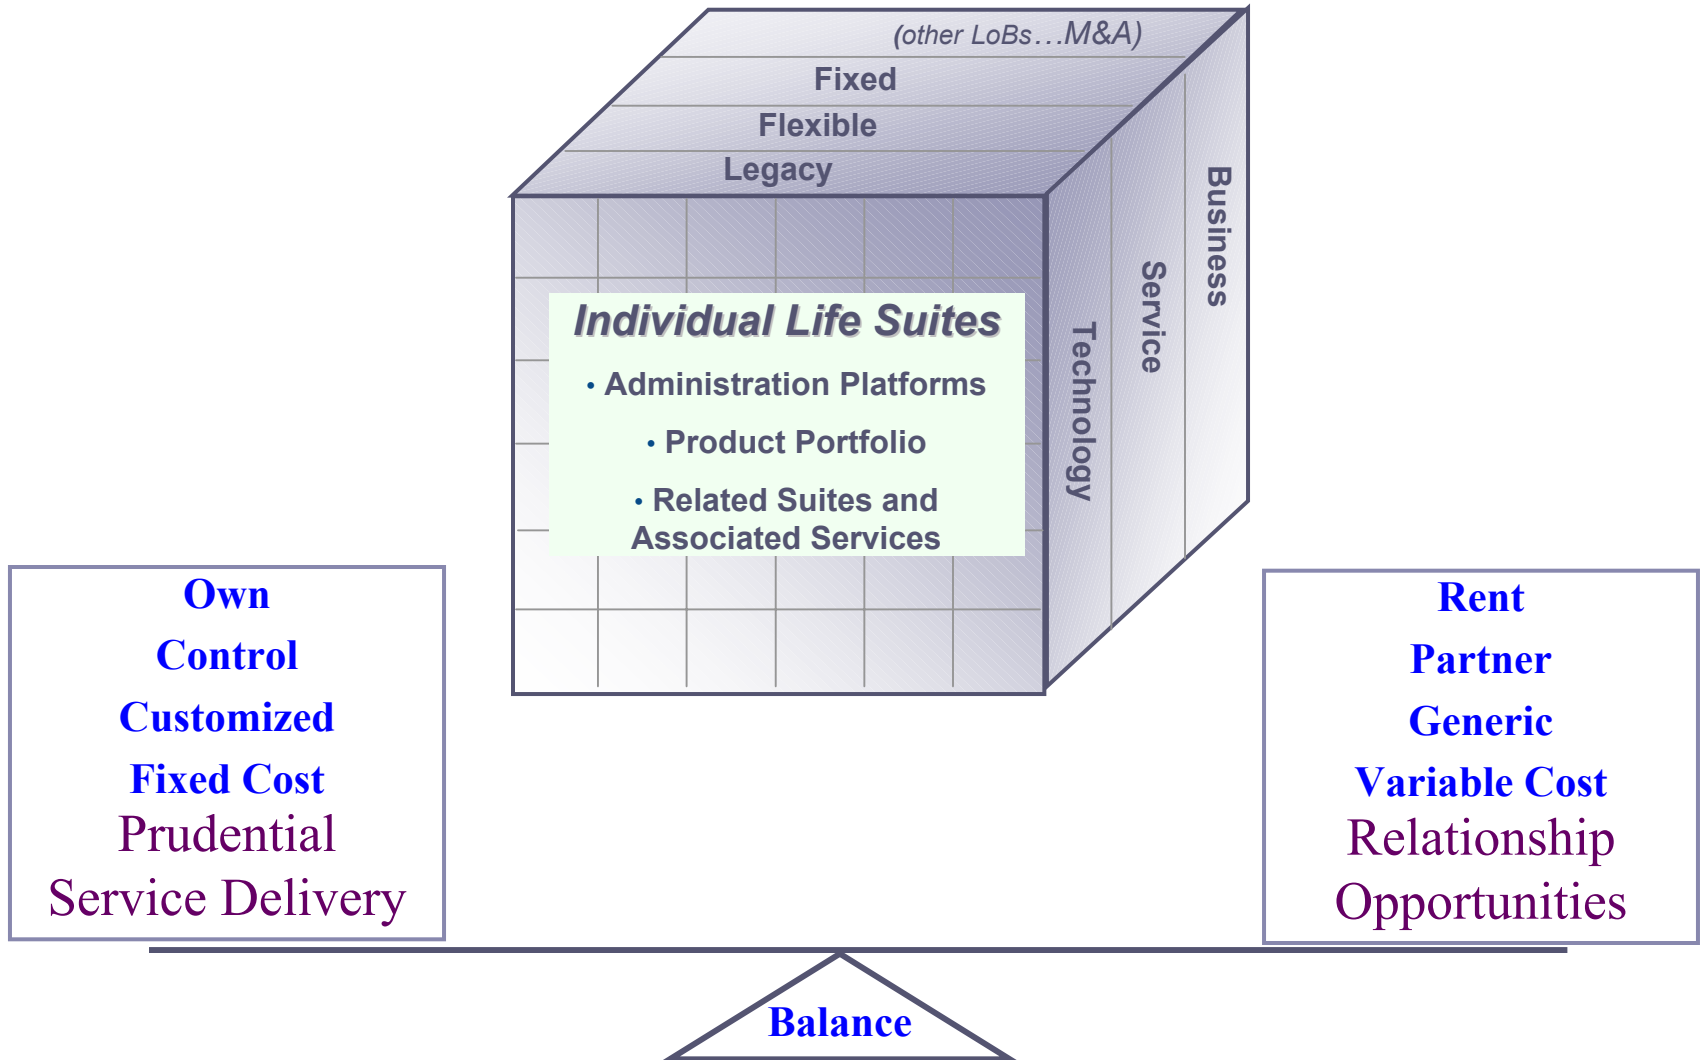 (other LoBs…M&A)
Fixed
Flexible
Legacy
Business
Service
Technology
Individual Life Suites
• Administration Platforms
• Product Portfolio
• Related Suites and
Associated Services
Own
Control
Customized
Fixed Cost
Prudential
Service Delivery
Rent
Partner
Generic
Variable Cost
Relationship
Opportunities
Balance